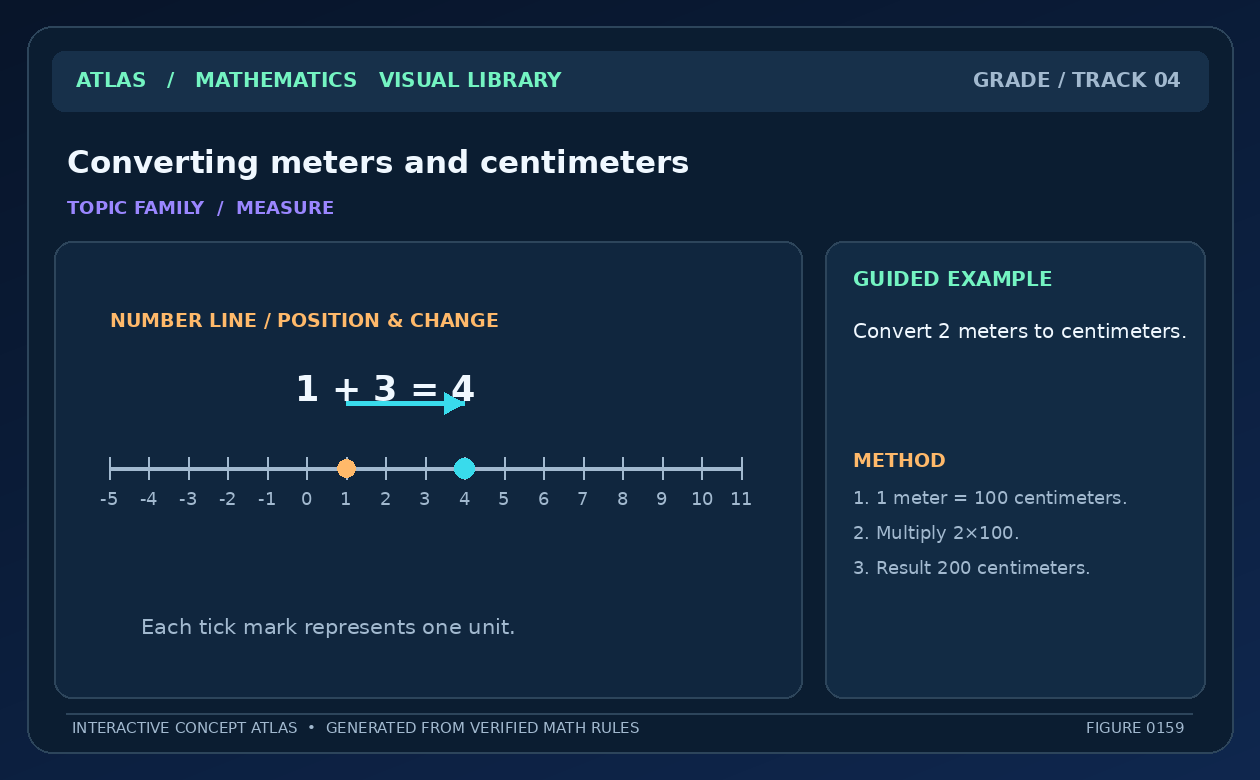 ATLAS / MATHEMATICS VISUAL LIBRARY
GRADE / TRACK 04
Converting meters and centimeters
TOPIC FAMILY / MEASURE
NUMBER LINE / POSITION & CHANGE
1 + 3 = 4
-5 -4 -3 -2 -1 0 1 2 3 4 5 6 7 8 9 10 11
Each tick mark represents one unit.
GUIDED EXAMPLE
Convert 2 meters to centimeters.
METHOD
1. 1 meter = 100 centimeters.
2. Multiply 2×100.
3. Result 200 centimeters.
INTERACTIVE CONCEPT ATLAS • GENERATED FROM VERIFIED MATH RULES
FIGURE 0159